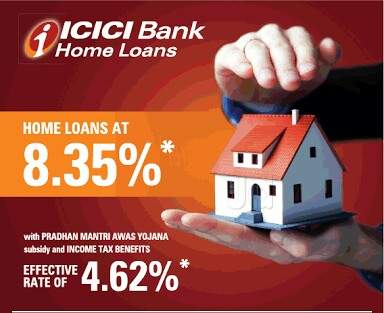 ICICI Bank
Home Loans
HOME LOANS AT
8.35%*
with PRADHAN MANTRI AWAS YOJANA
subsidy and INCOME TAX BENEFITS
EFFECTIVE
RATE OF 4.62%*